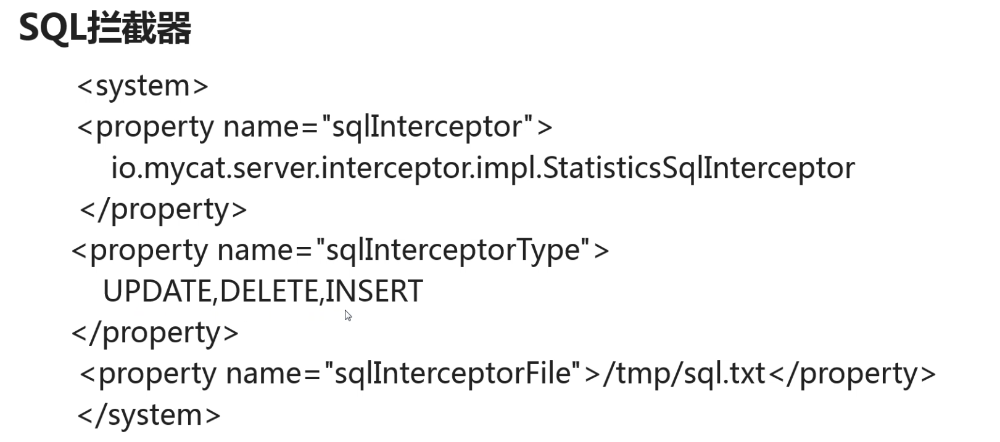 SQL拦截器
<system>
<property name="sqlInterceptor">
io.mycat.server.interceptor.impl.StatisticsSqlInterceptor
</property>
<property name="sqlInterceptorType">
UPDATE,DELETE,INSERT
</property>
<property name="sqlInterceptorFile">/tmp/sql.txt</property>
</system>